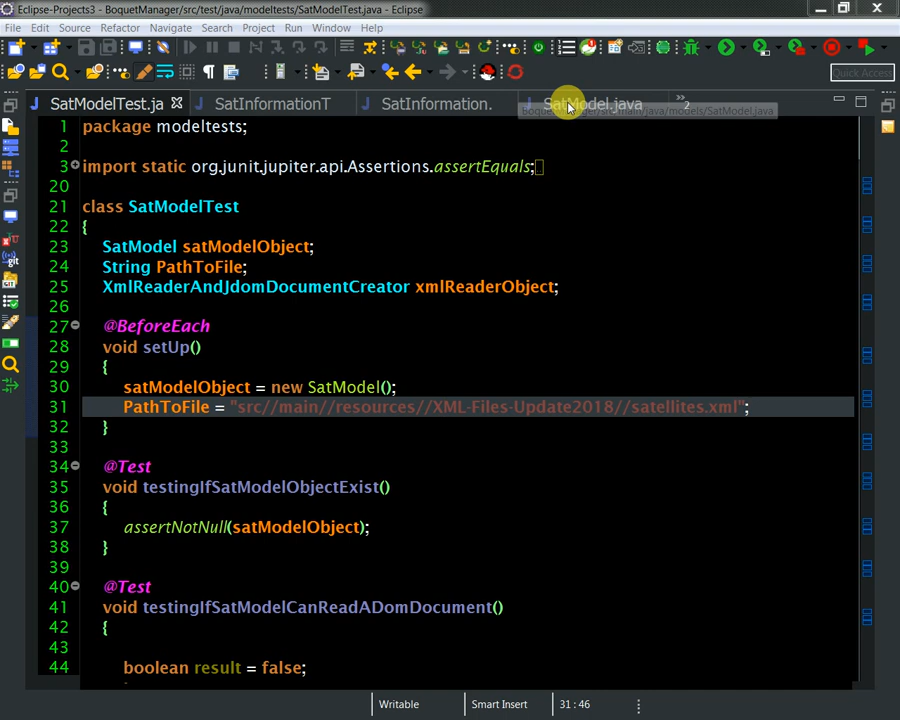 Eclipse-Projects3 - BoquetManager/src/test/java/modeltests/SatModelTest.java - Eclipse
File Edit Source Refactor Navigate Search Project Run Window Help
Quick Access
SatModelTest.ja SatInformationT SatInformation. SatModel.java »2
1 package modeltests;
2
3 import static org.junit.jupiter.api.Assertions.assertEquals;
20
21 class SatModelTest
22 {
23 SatModel satModelObject;
24 String PathToFile;
25 XmlReaderAndJdomDocumentCreator xmlReaderObject;
26
27 @BeforeEach
28 void setUp()
29 {
30 satModelObject = new SatModel();
31 PathToFile = "src//main//resources//XML-Files-Update2018//satellites.xml";
32 }
33
34 @Test
35 void testingIfSatModelObjectExist()
36 {
37 assertNotNull(satModelObject);
38 }
39
40 @Test
41 void testingIfSatModelCanReadADomDocument()
42 {
43
44 boolean result = false;
Writable Smart Insert 31 : 46